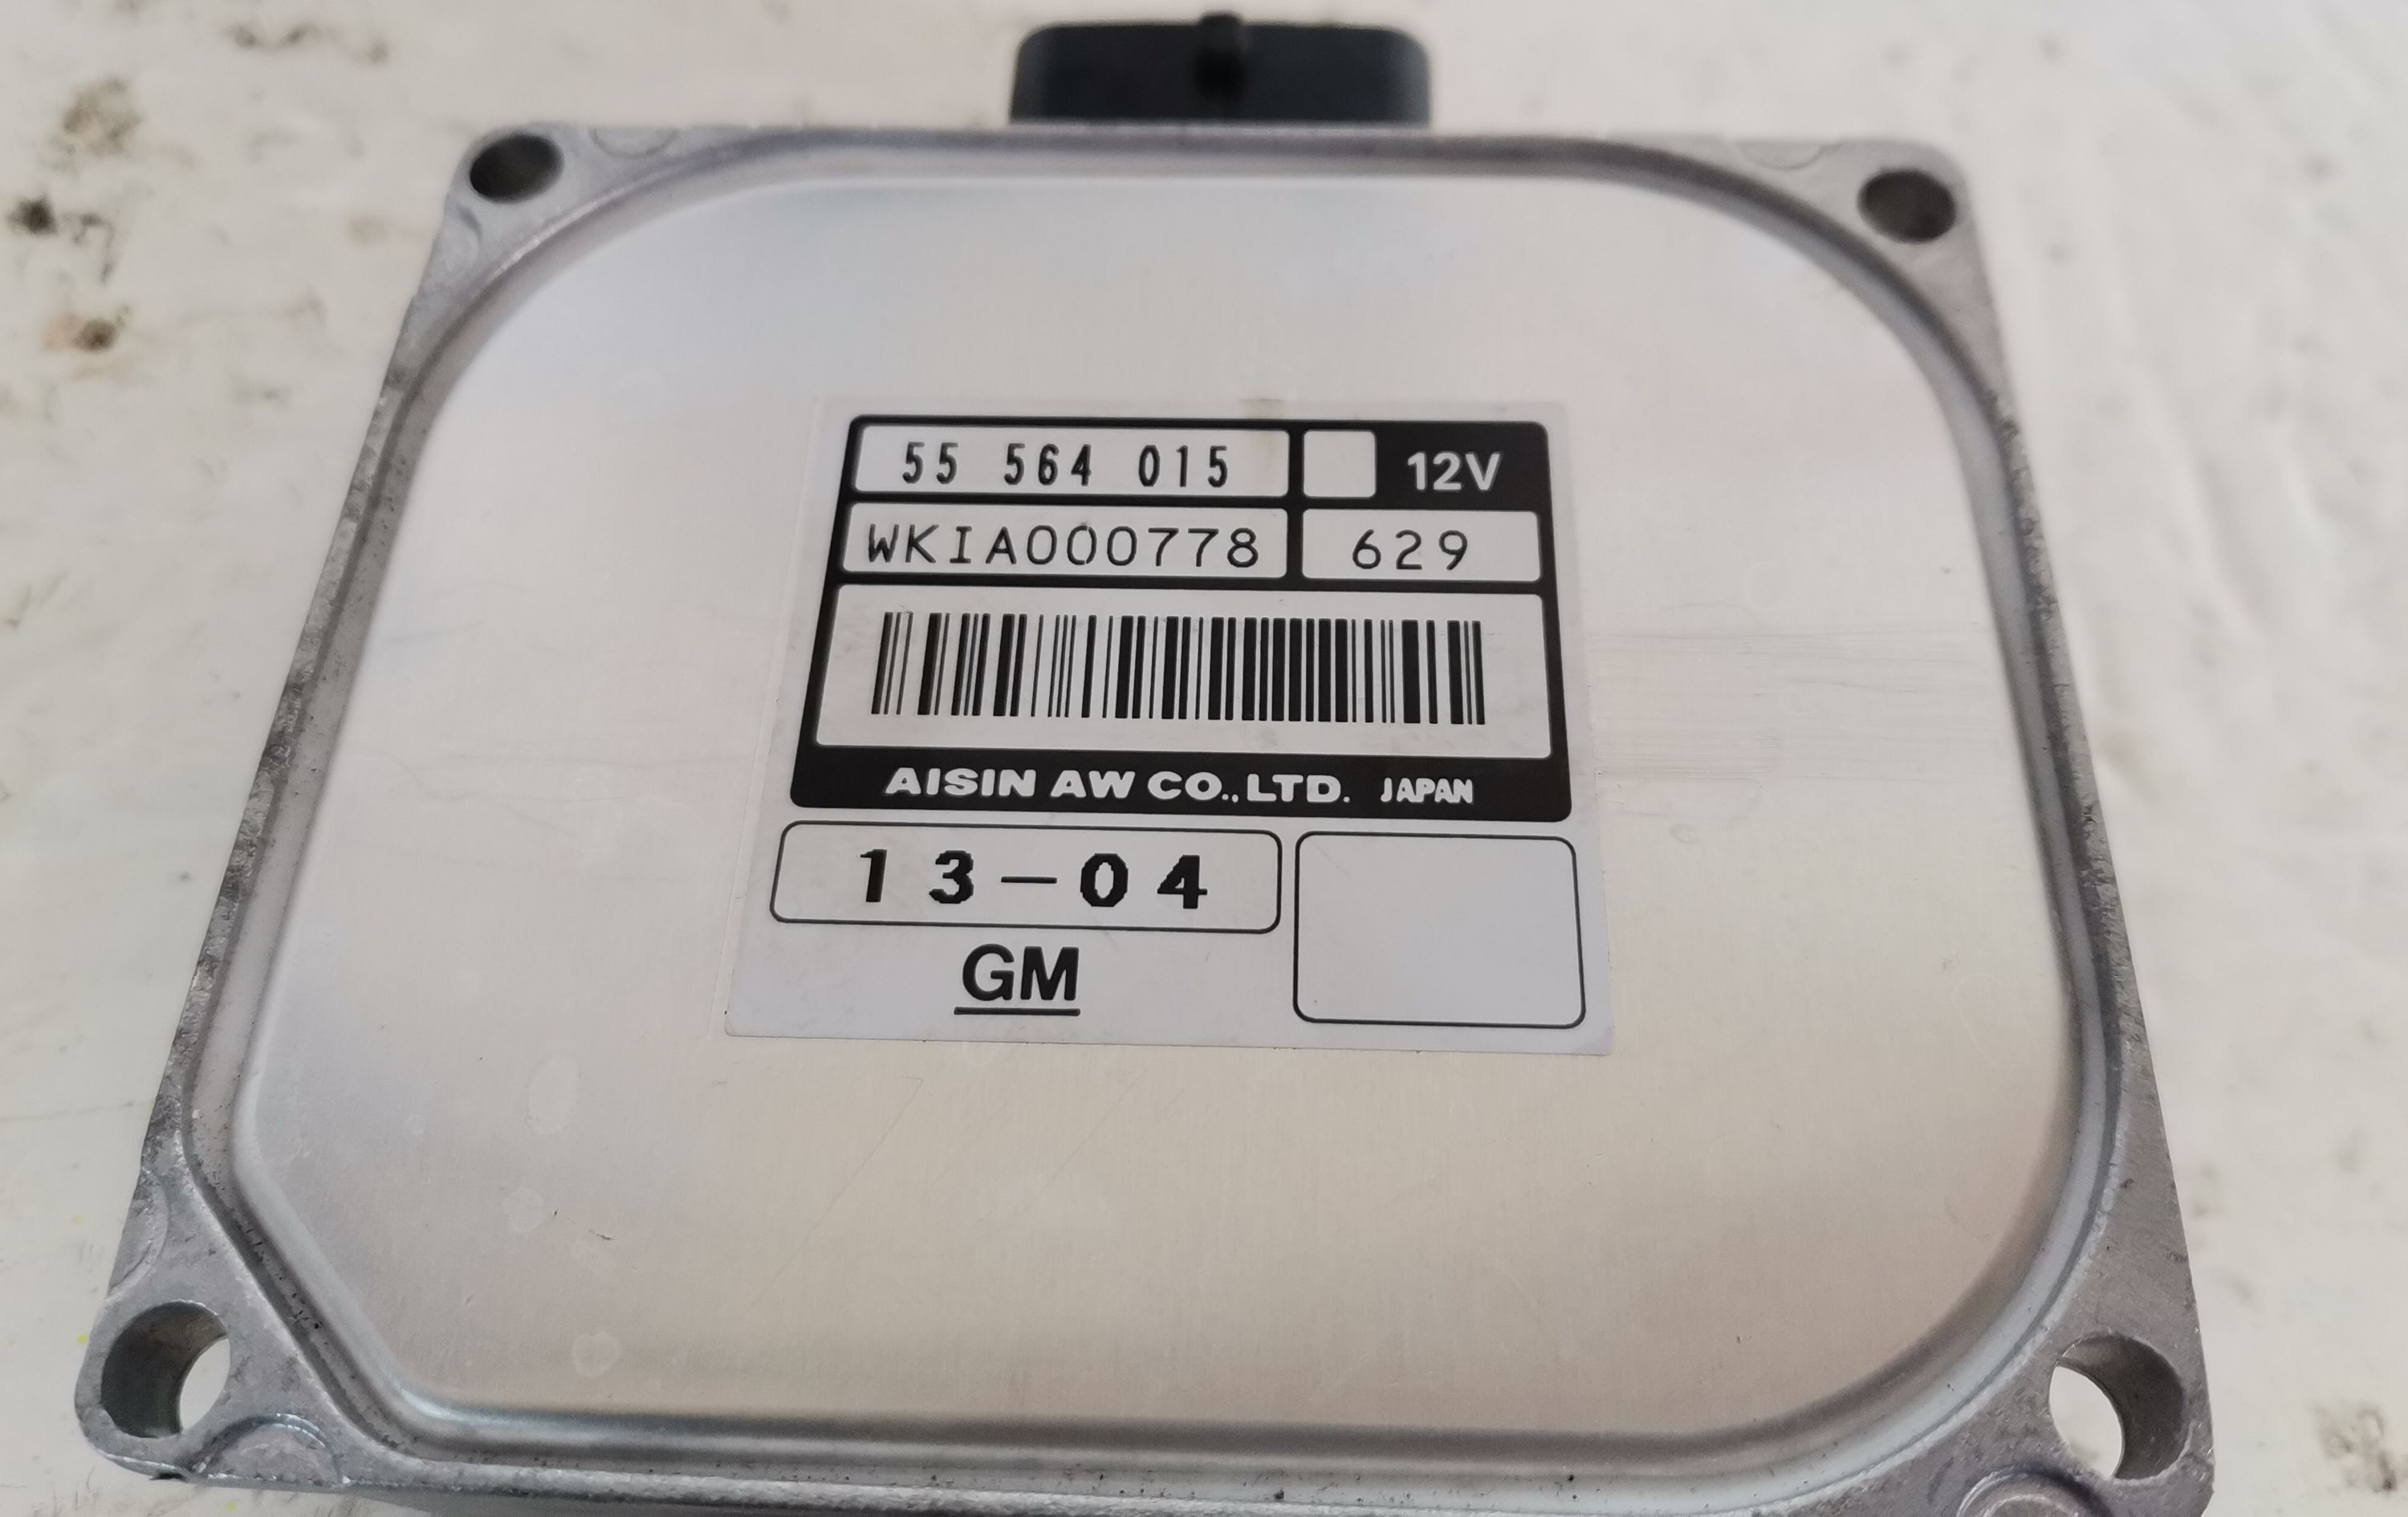 55 564 015 12V
WKIA000778 629
AISIN AW CO.,LTD. JAPAN
13-04
GM